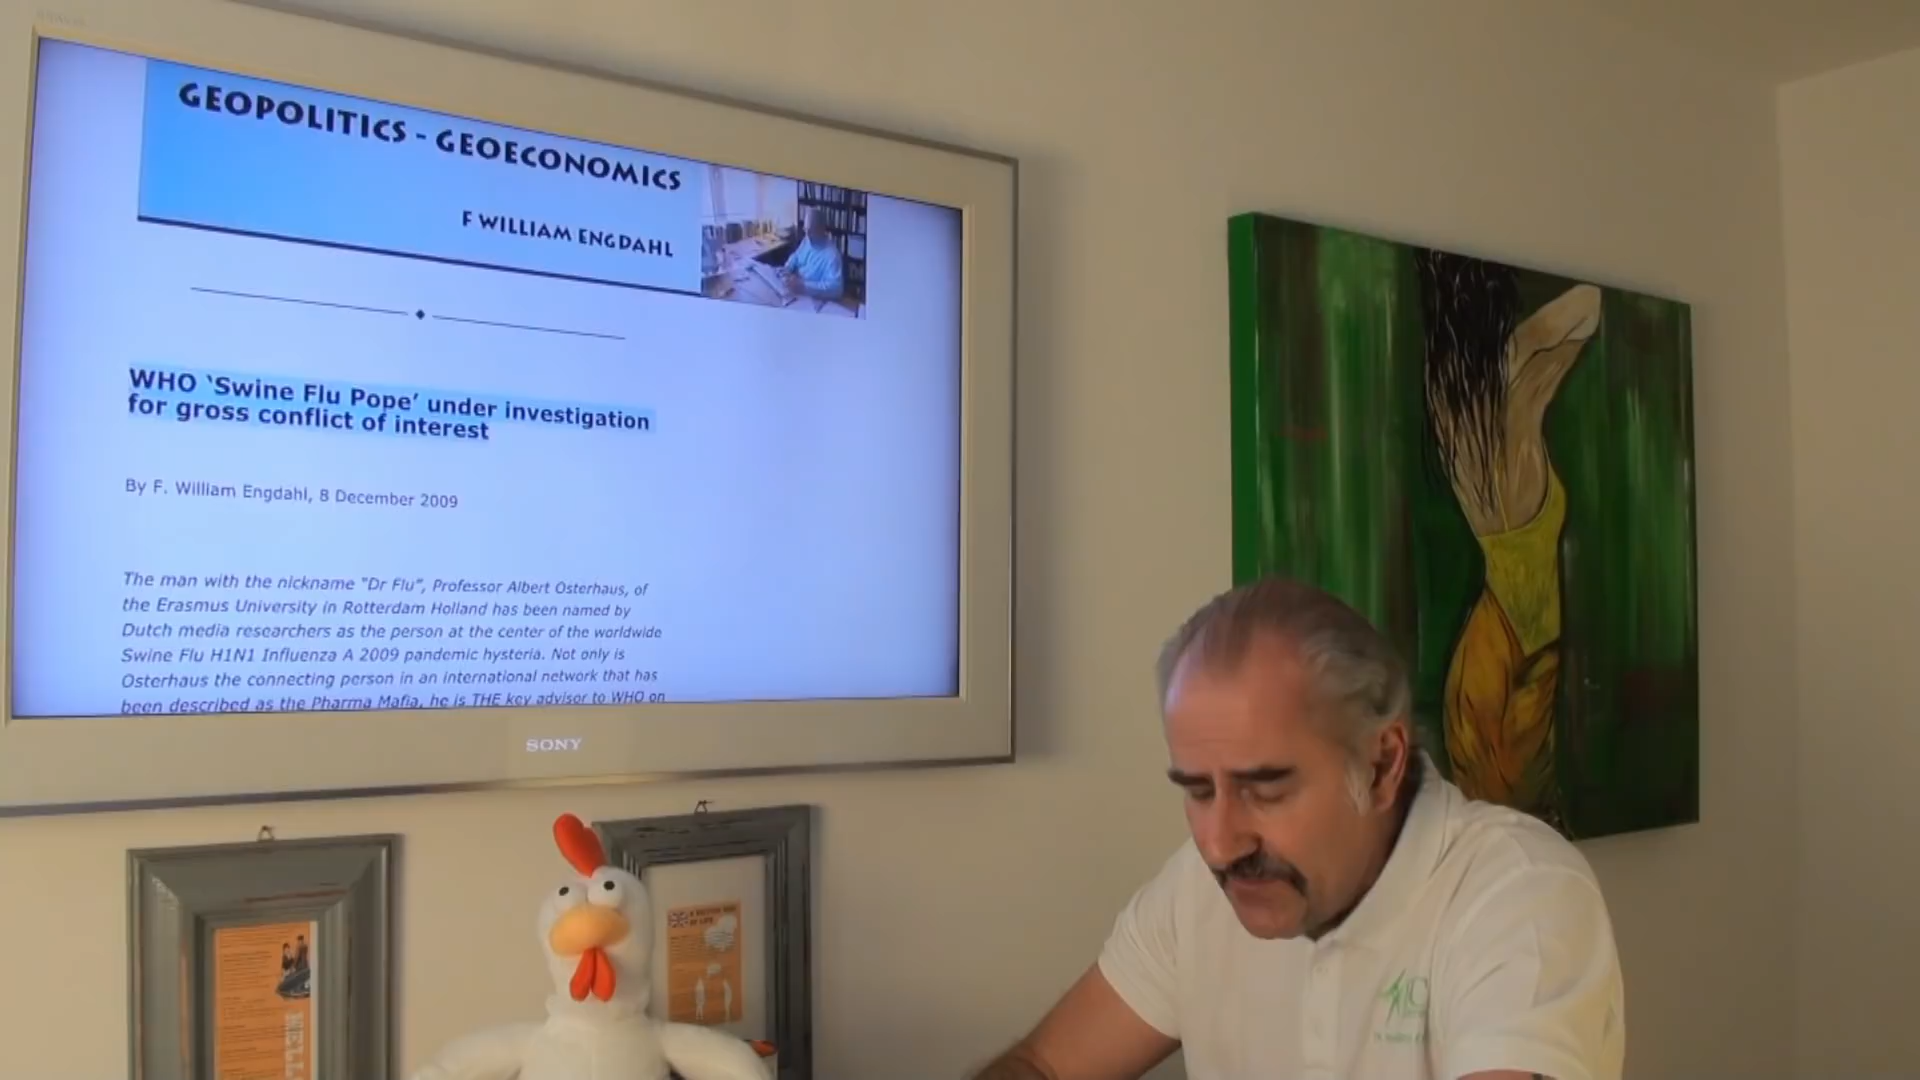 GEOPOLITICS - GEOECONOMICS
F WILLIAM ENGDAHL
WHO ‘Swine Flu Pope’ under investigation
for gross conflict of interest
By F. William Engdahl, 8 December 2009
The man with the nickname "Dr Flu", Professor Albert Osterhaus, of
the Erasmus University in Rotterdam Holland has been named by
Dutch media researchers as the person at the center of the worldwide
Swine Flu H1N1 Influenza A 2009 pandemic hysteria. Not only is
Osterhaus the connecting person in an international network that has
been described as the Pharma Mafia, he is THE key advisor to WHO on
SONY